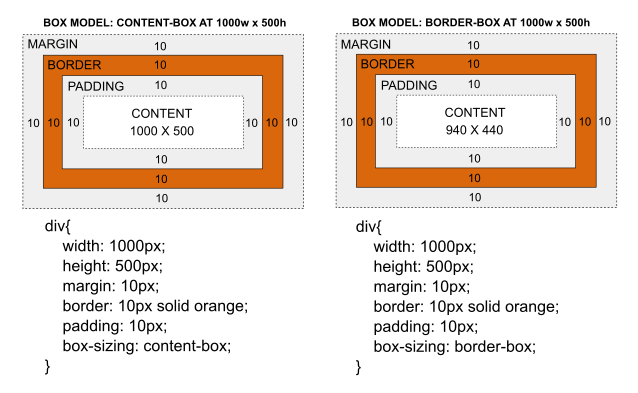 BOX MODEL: CONTENT-BOX AT 1000w x 500h
MARGIN 10
BORDER 10
PADDING 10
CONTENT
10 10 10 10 10 10
1000 X 500
10
10
10
div{
width: 1000px;
height: 500px;
margin: 10px;
border: 10px solid orange;
padding: 10px;
box-sizing: content-box;
}
BOX MODEL: BORDER-BOX AT 1000w x 500h
MARGIN 10
BORDER 10
PADDING 10
CONTENT
10 10 10 10 10 10
940 X 440
10
10
10
div{
width: 1000px;
height: 500px;
margin: 10px;
border: 10px solid orange;
padding: 10px;
box-sizing: border-box;
}